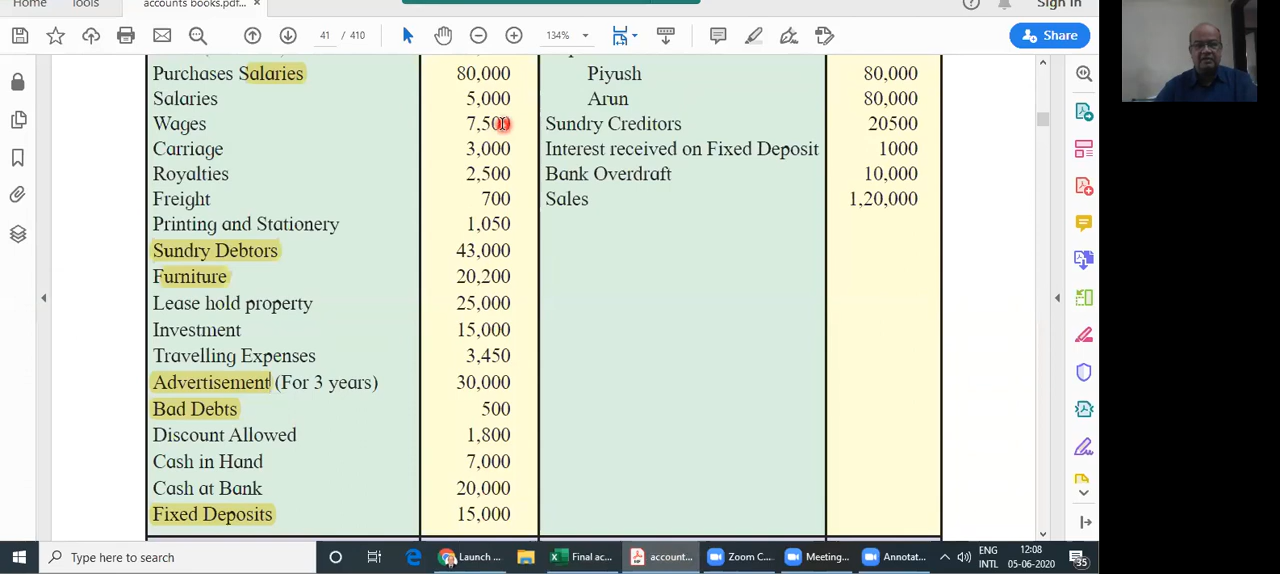 Home Tools accounts books.pdf... × Sign In
41 / 410 134% Share
Purchases Salaries 80,000 Piyush 80,000
Salaries 5,000 Arun 80,000
Wages 7,500 Sundry Creditors 20500
Carriage 3,000 Interest received on Fixed Deposit 1000
Royalties 2,500 Bank Overdraft 10,000
Freight 700 Sales 1,20,000
Printing and Stationery 1,050
Sundry Debtors 43,000
Furniture 20,200
Lease hold property 25,000
Investment 15,000
Travelling Expenses 3,450
Advertisement (For 3 years) 30,000
Bad Debts 500
Discount Allowed 1,800
Cash in Hand 7,000
Cash at Bank 20,000
Fixed Deposits 15,000
Type here to search Launch ... Final ac... account... Zoom C... Meeting... Annotat... ENG 12:08
INTL 05-06-2020 35